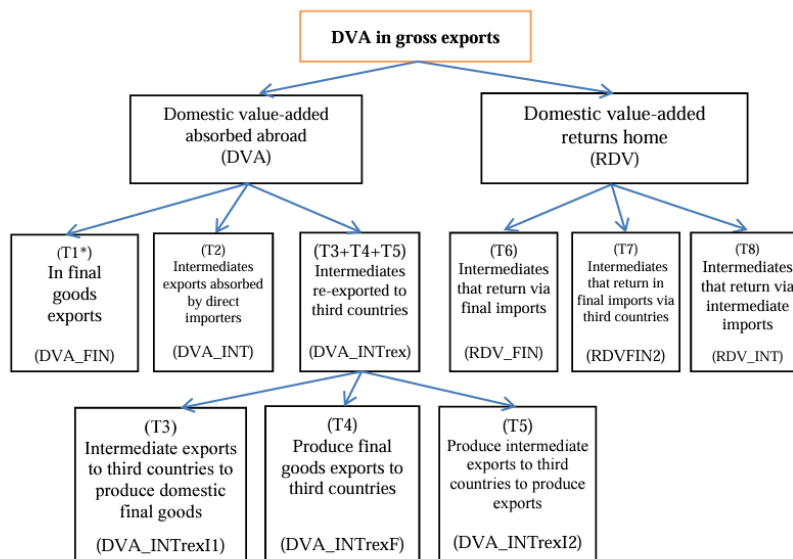 DVA in gross exports
Domestic value-added
absorbed abroad
(DVA)
Domestic value-added
returns home
(RDV)
(T1*)
In final
goods
exports
(DVA_FIN)
(T2)
Intermediates
exports absorbed
by direct
importers
(DVA_INT)
(T3+T4+T5)
Intermediates
re-exported to
third countries
(DVA_INTrex)
(T6)
Intermediates
that return via
final imports
(RDV_FIN)
(T7)
Intermediates
that return in
final imports via
third countries
(RDVFIN2)
(T8)
Intermediates
that return via
intermediate
imports
(RDV_INT)
(T3)
Intermediate exports
to third countries to
produce domestic
final goods
(DVA_INTrexI1)
(T4)
Produce final
goods exports to
third countries
(DVA_INTrexF)
(T5)
Produce intermediate
exports to third
countries to produce
exports
(DVA_INTrexI2)